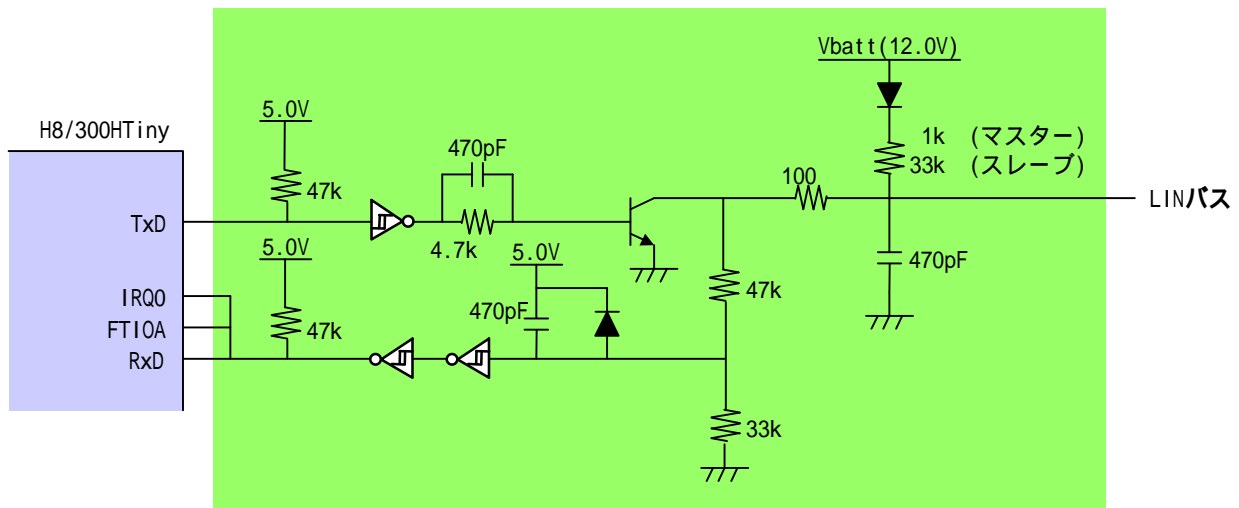 Vbatt(12.0V)
H8/300HTiny
5.0V
1k (マスター)
470pF
33k (スレーブ)
100
47k
LINバス
TxD
4.7k
5.0V
5.0V
470pF
IRQ0
47k
470pF
FTIOA
47k
RxD
33k